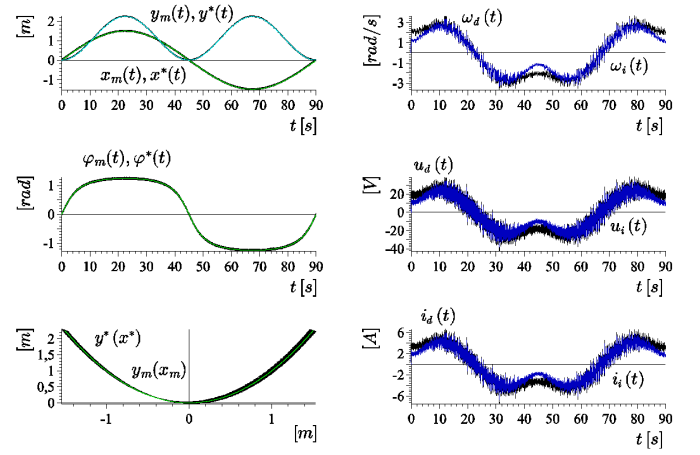 [m]
y_m(t), y*(t)
2
1
0
-1
x_m(t), x*(t)
0 10 20 30 40 50 60 70 80 90
t [s]
[rad/s]
ω_d (t)
3
1
-1
-3
ω_i (t)
0 10 20 30 40 50 60 70 80 90
t [s]
φ_m(t), φ*(t)
[rad]
1
0
-1
0 10 20 30 40 50 60 70 80 90
t [s]
u_d (t)
[V]
20
0
-20
-40
u_i (t)
0 10 20 30 40 50 60 70 80 90
t [s]
[m]
y* (x*)
2
1,5
1
0,5
0
y_m(x_m)
-1 0 1
[m]
i_d (t)
[A]
6
2
-2
-6
i_i (t)
0 10 20 30 40 50 60 70 80 90
t [s]